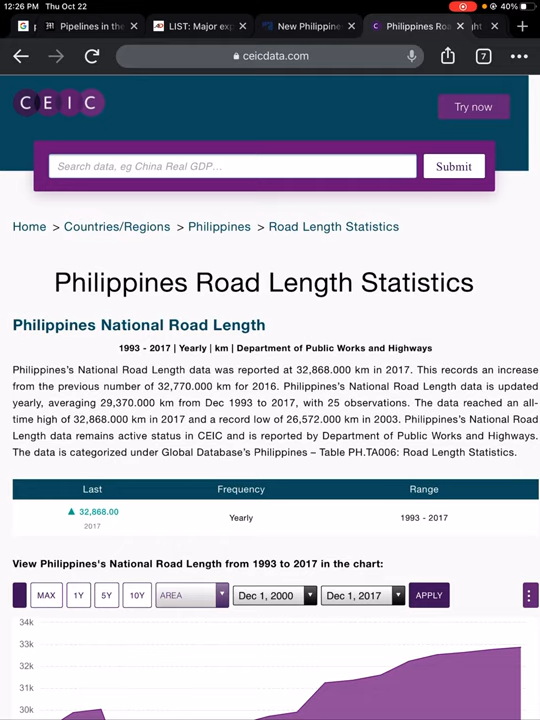 12:26 PM Thu Oct 22
40%
Pipelines in the
LIST: Major exp
New Philippine
Philippines Roa
ceicdata.com
7
CEIC
Try now
Search data, eg China Real GDP…
Submit
Home > Countries/Regions > Philippines > Road Length Statistics
Philippines Road Length Statistics
Philippines National Road Length
1993 - 2017 | Yearly | km | Department of Public Works and Highways
Philippines's National Road Length data was reported at 32,868.000 km in 2017. This records an increase
from the previous number of 32,770.000 km for 2016. Philippines's National Road Length data is updated
yearly, averaging 29,370.000 km from Dec 1993 to 2017, with 25 observations. The data reached an all-
time high of 32,868.000 km in 2017 and a record low of 26,572.000 km in 2003. Philippines's National Road
Length data remains active status in CEIC and is reported by Department of Public Works and Highways.
The data is categorized under Global Database's Philippines – Table PH.TA006: Road Length Statistics.
Last Frequency Range
32,868.00 Yearly 1993 - 2017
2017
View Philippines's National Road Length from 1993 to 2017 in the chart:
MAX 1Y 5Y 10Y AREA Dec 1, 2000 Dec 1, 2017 APPLY
34k
33k
32k
31k
30k